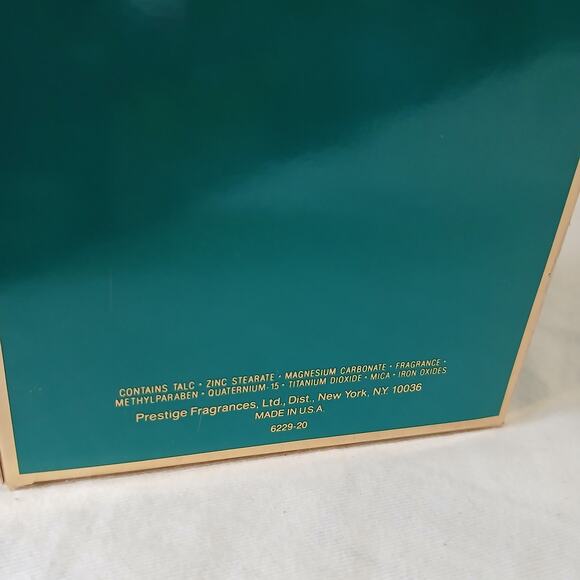 CONTAINS TALC • ZINC STEARATE • MAGNESIUM CARBONATE • FRAGRANCE •
METHYLPARABEN • QUATERNIUM-15 • TITANIUM DIOXIDE • MICA • IRON OXIDES
Prestige Fragrances, Ltd., Dist., New York, N.Y. 10036
MADE IN U.S.A.
6229-20